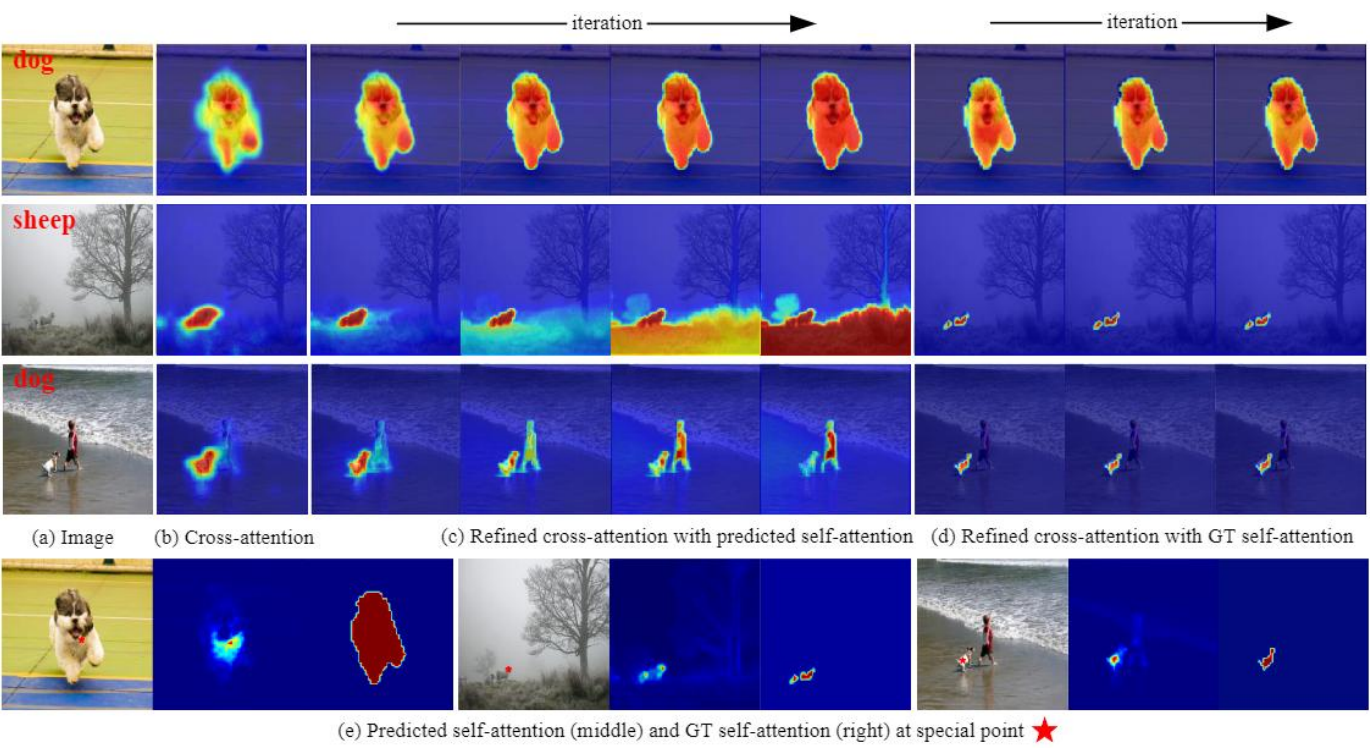 iteration
iteration
dog
sheep
dog
(a) Image
(b) Cross-attention
(c) Refined cross-attention with predicted self-attention
(d) Refined cross-attention with GT self-attention
(e) Predicted self-attention (middle) and GT self-attention (right) at special point